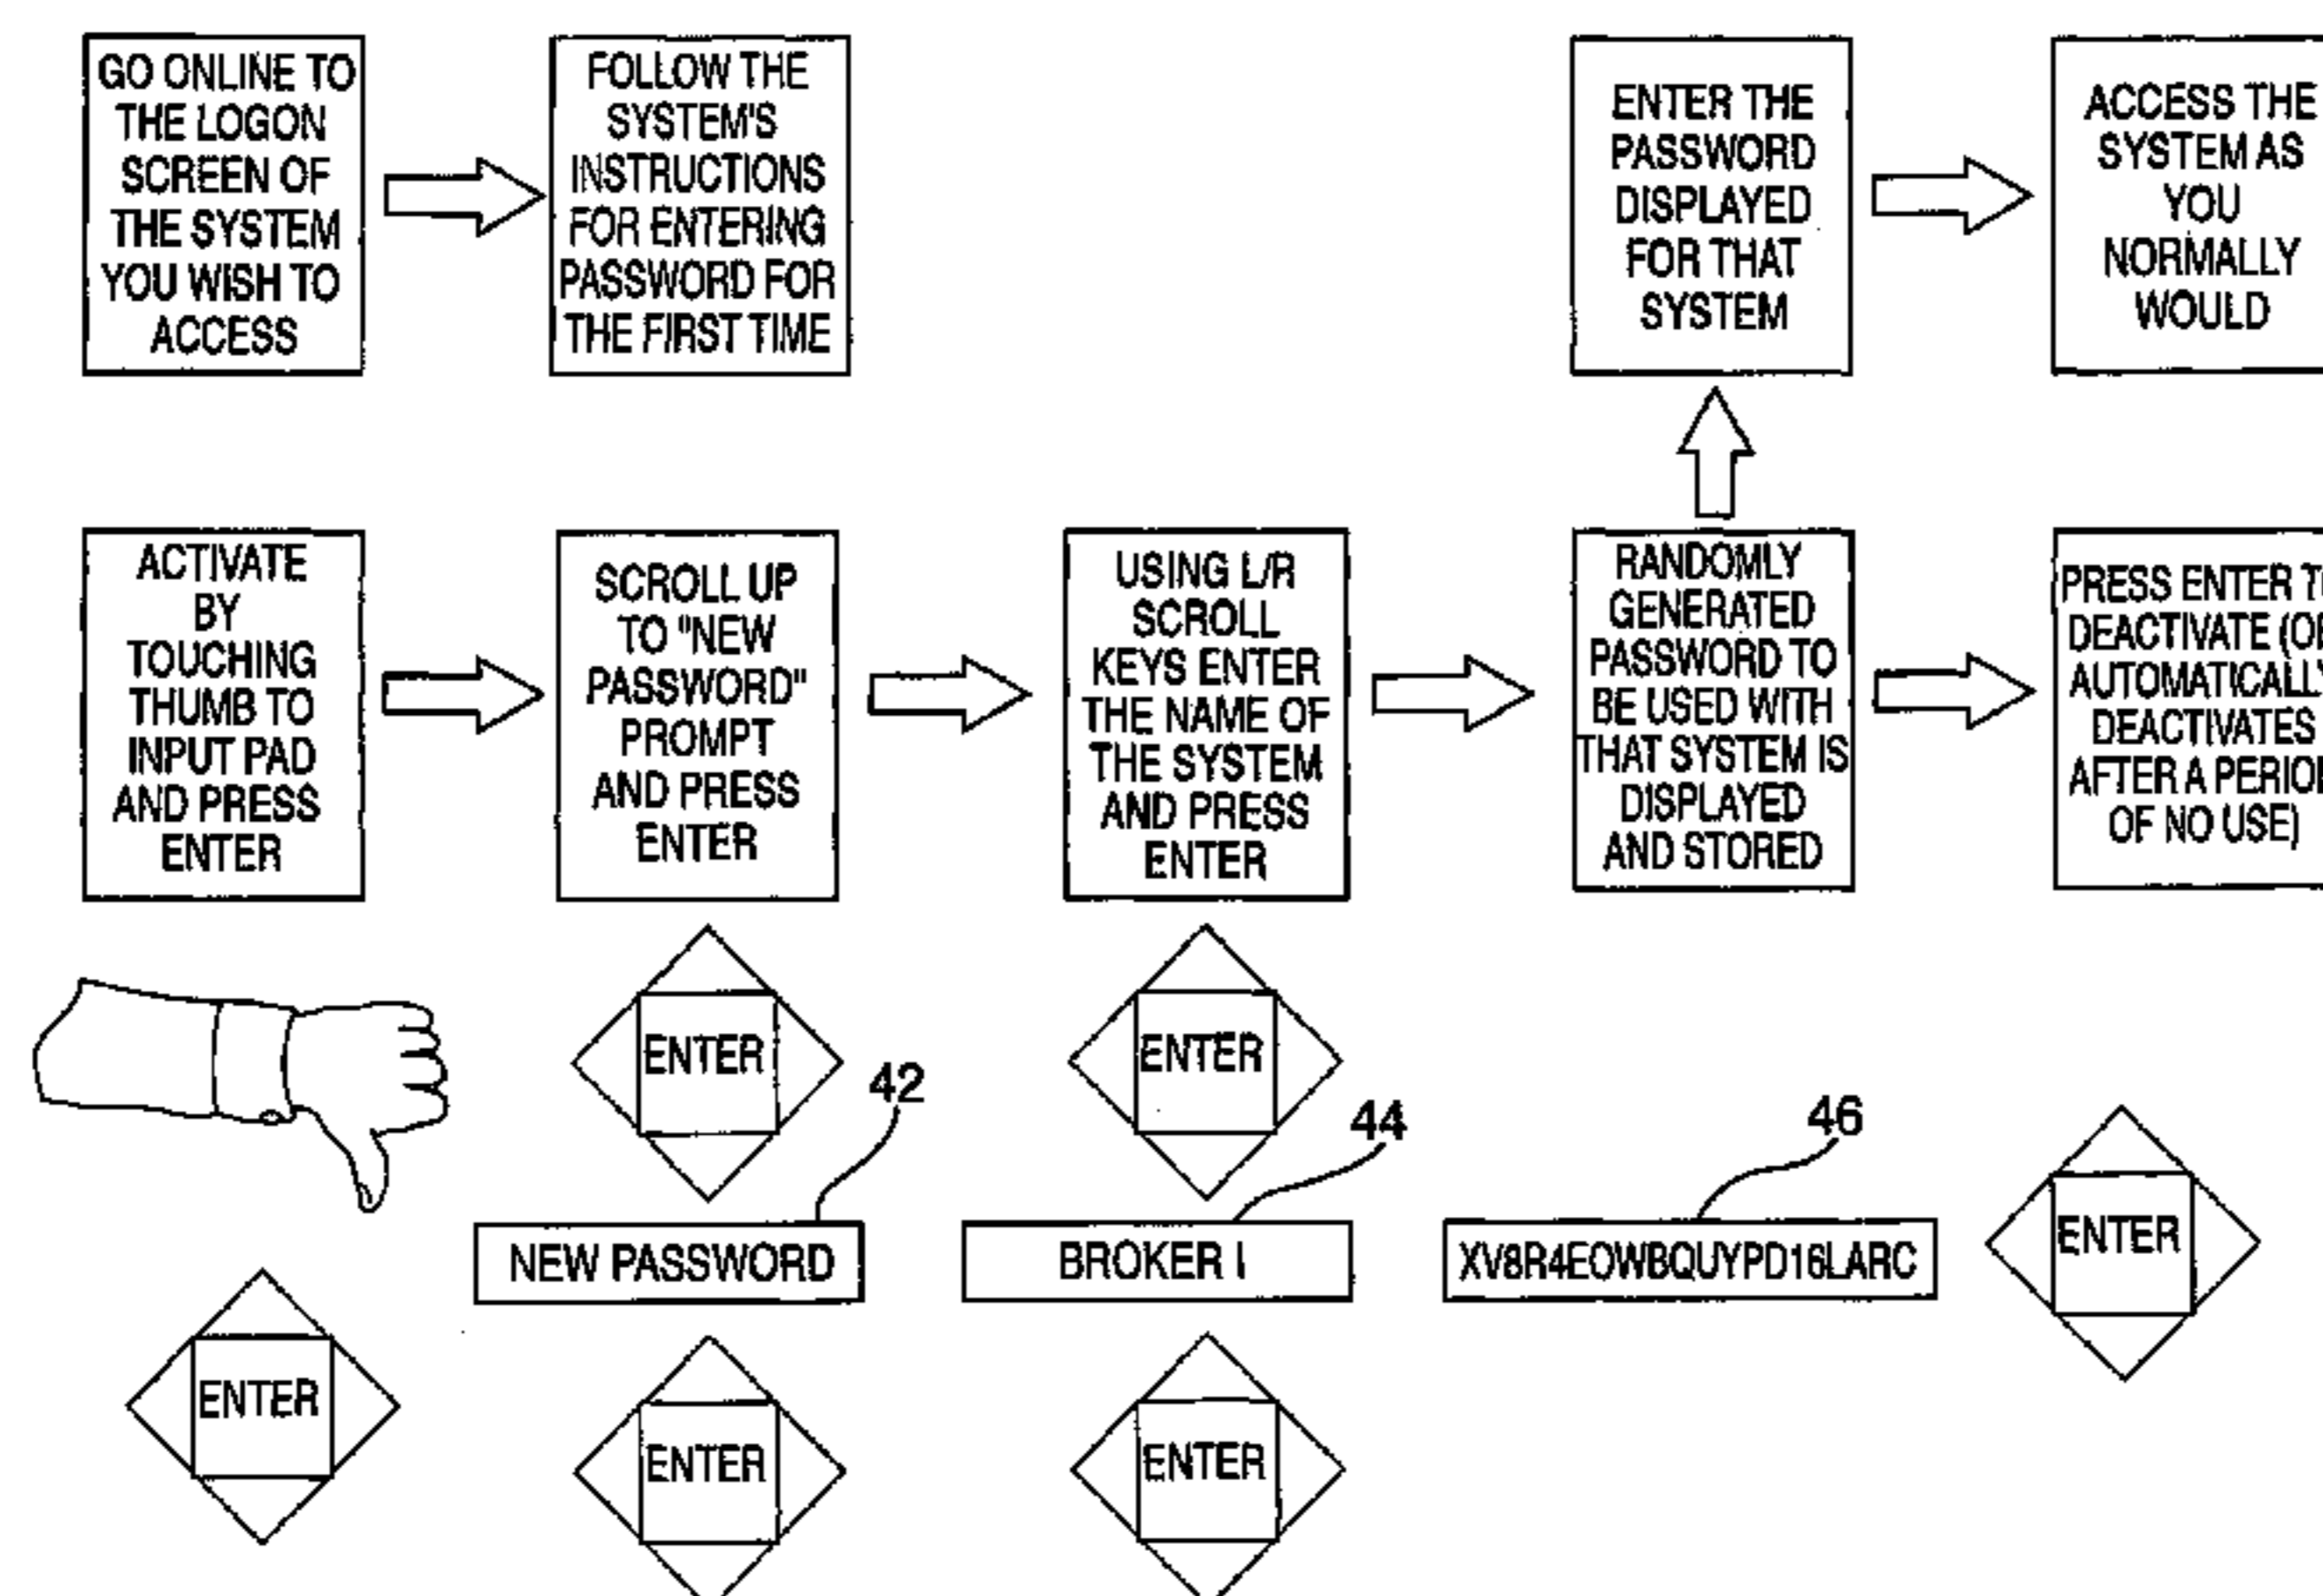 GO ONLINE TO
THE LOGON
SCREEN OF
THE SYSTEM
YOU WISH TO
ACCESS
FOLLOW THE
SYSTEM'S
INSTRUCTIONS
FOR ENTERING
PASSWORD FOR
THE FIRST TIME
ENTER THE
PASSWORD
DISPLAYED
FOR THAT
SYSTEM
ACCESS THE
SYSTEM AS
YOU
NORMALLY
WOULD
ACTIVATE
BY
TOUCHING
THUMB TO
INPUT PAD
AND PRESS
ENTER
SCROLL UP
TO "NEW
PASSWORD"
PROMPT
AND PRESS
ENTER
USING L/R
SCROLL
KEYS ENTER
THE NAME OF
THE SYSTEM
AND PRESS
ENTER
RANDOMLY
GENERATED
PASSWORD TO
BE USED WITH
THAT SYSTEM IS
DISPLAYED
AND STORED
PRESS ENTER
DEACTIVATE
AUTOMATICALLY
DEACTIVATES
AFTER A
OF NO USE)
ENTER
ENTER
42
44
46
NEW PASSWORD
BROKER I
XV8R4EOWBQUYPD16LARC
ENTER
ENTER
ENTER
ENTER